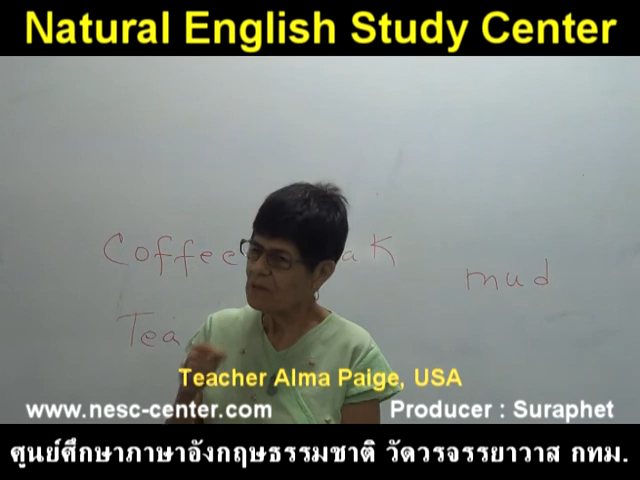 Natural English Study Center
Coffee ak
mud
Tea
Teacher Alma Paige, USA
www.nesc-center.com Producer : Suraphet
ศูนย์ศึกษาภาษาอังกฤษธรรมชาติ วัดวรจรรยาวาส กทม.